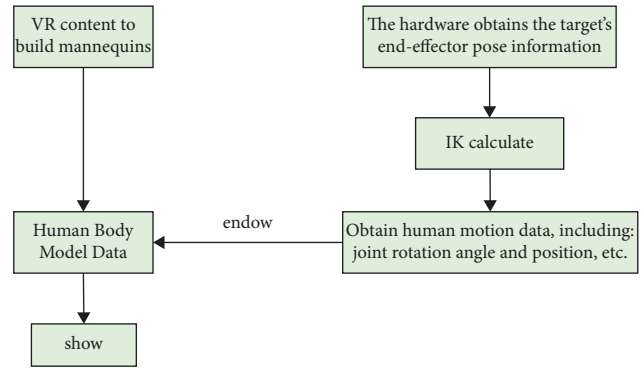 VR content to
build mannequins
The hardware obtains the target's
end-effector pose information
IK calculate
Human Body
Model Data
endow
Obtain human motion data, including:
joint rotation angle and position, etc.
show